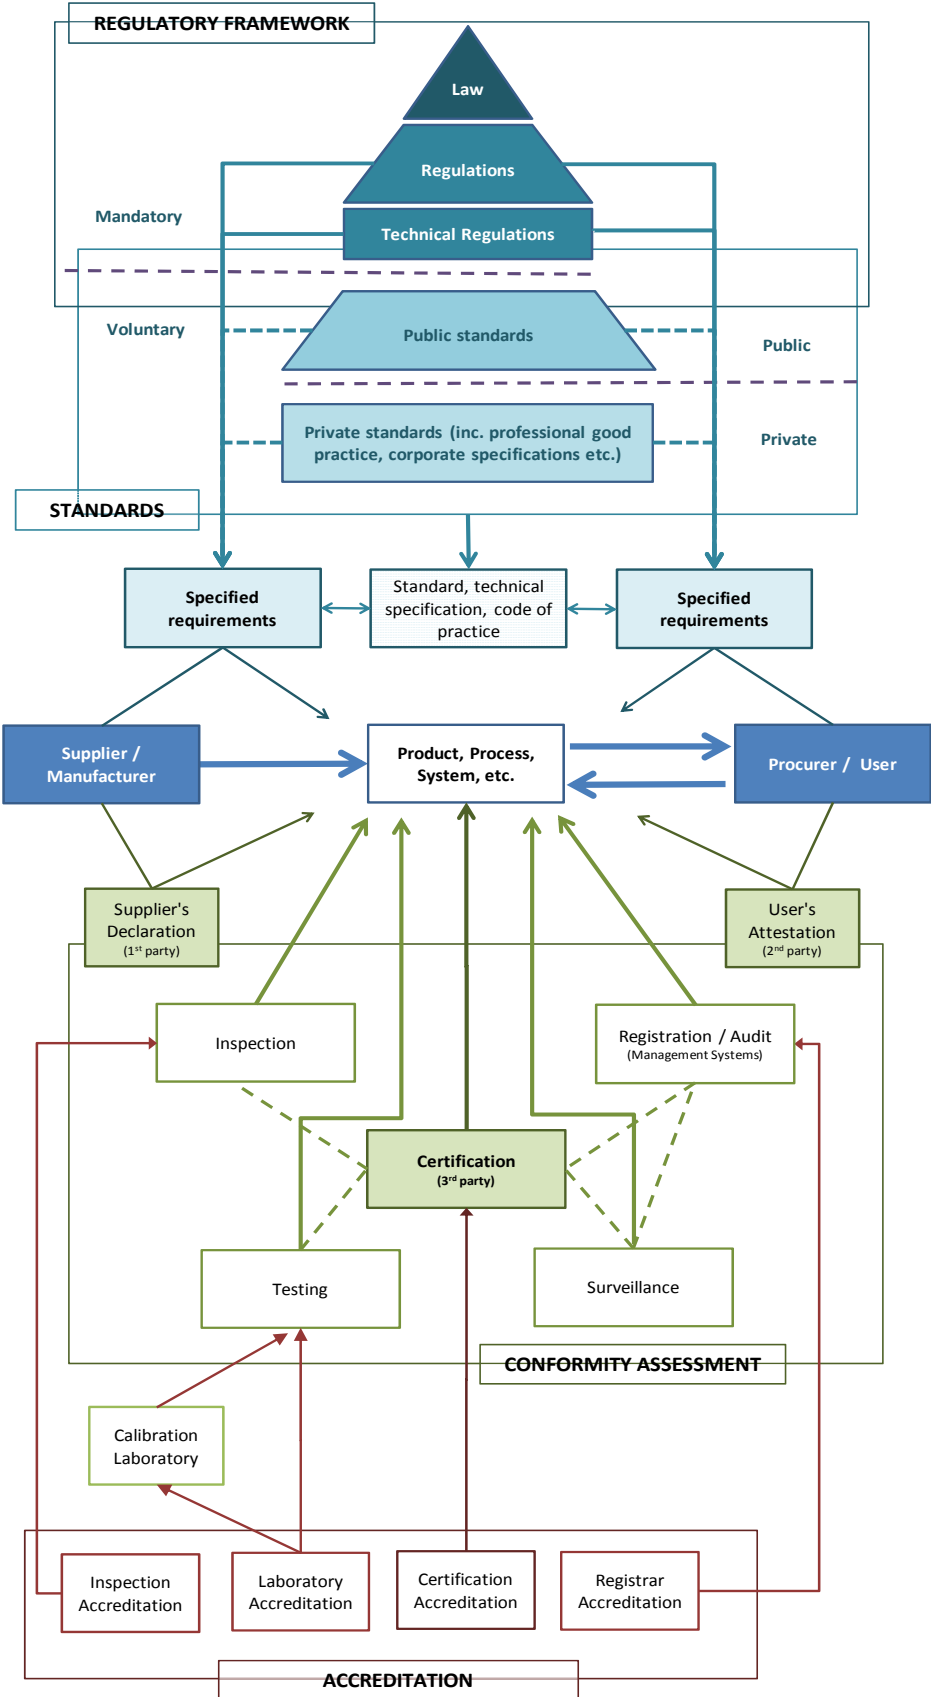 REGULATORY FRAMEWORK
Law
Regulations
Mandatory
Technical Regulations
Voluntary
Public standards
Public
Private standards (inc. professional good
practice, corporate specifications etc.)
Private
STANDARDS
Specified
requirements
Standard, technical
specification, code of
practice
Specified
requirements
Supplier /
Manufacturer
Product, Process,
System, etc.
Procurer / User
Supplier's
Declaration
(1st party)
User's
Attestation
(2nd party)
Inspection
Registration / Audit
(Management Systems)
Certification
(3rd party)
Testing
Surveillance
CONFORMITY ASSESSMENT
Calibration
Laboratory
Inspection
Accreditation
Laboratory
Accreditation
Certification
Accreditation
Registrar
Accreditation
ACCREDITATION